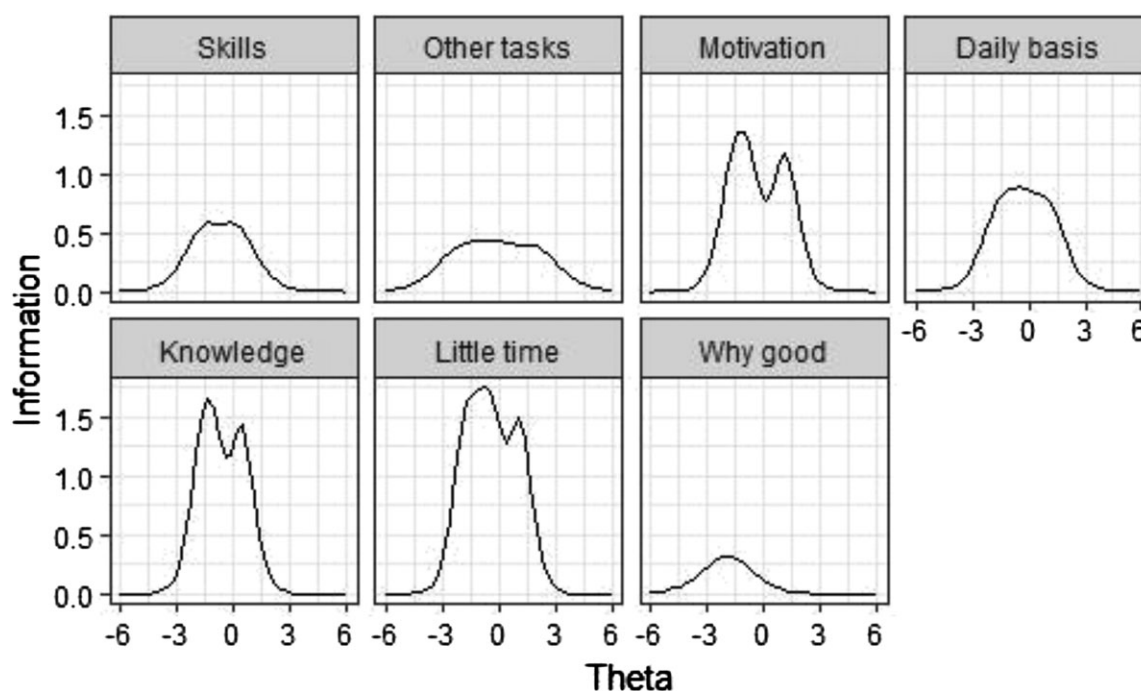 Skills Other tasks Motivation Daily basis
1.5
1.0
0.5
0.0
-6 -3 0 3 6
Knowledge Little time Why good
1.5
1.0
0.5
0.0
-6 -3 0 3 6 -6 -3 0 3 6 -6 -3 0 3 6
Information
Theta